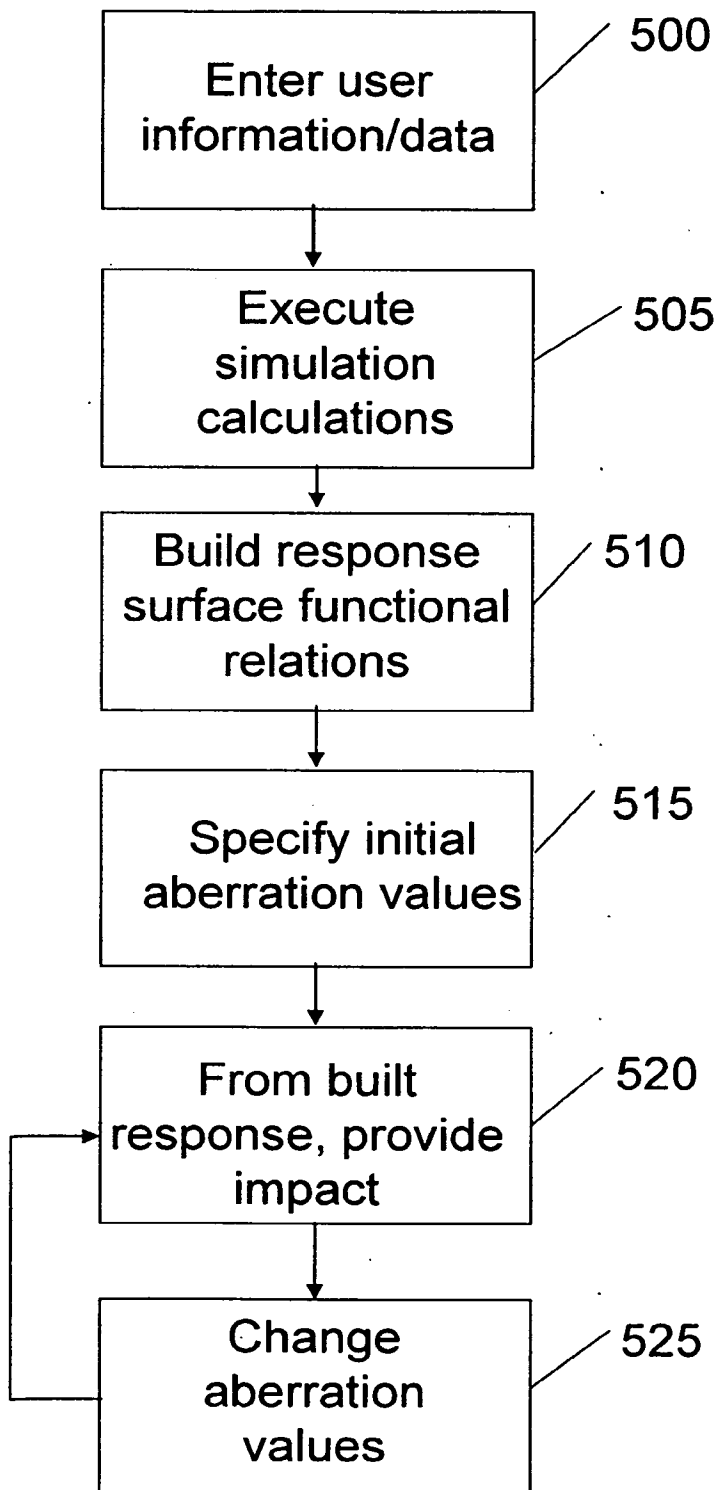 500
Enter user
information/data
505
Execute
simulation
calculations
510
Build response
surface functional
relations
515
Specify initial
aberration values
520
From built
response, provide
impact
525
Change
aberration
values